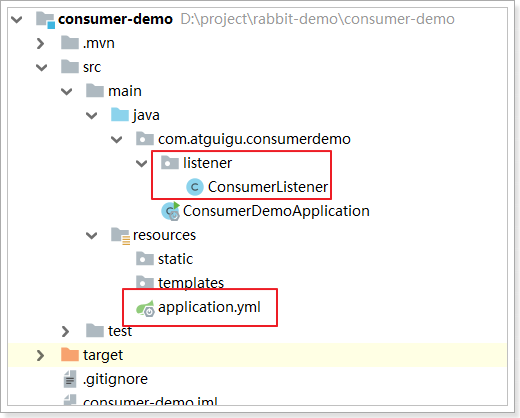 consumer-demo D:\project\rabbit-demo\consumer-demo
.mvn
src
main
java
com.atguigu.consumerdemo
listener
C ConsumerListener
ConsumerDemoApplication
resources
static
templates
application.yml
test
target
.gitignore
consumer-demo.iml